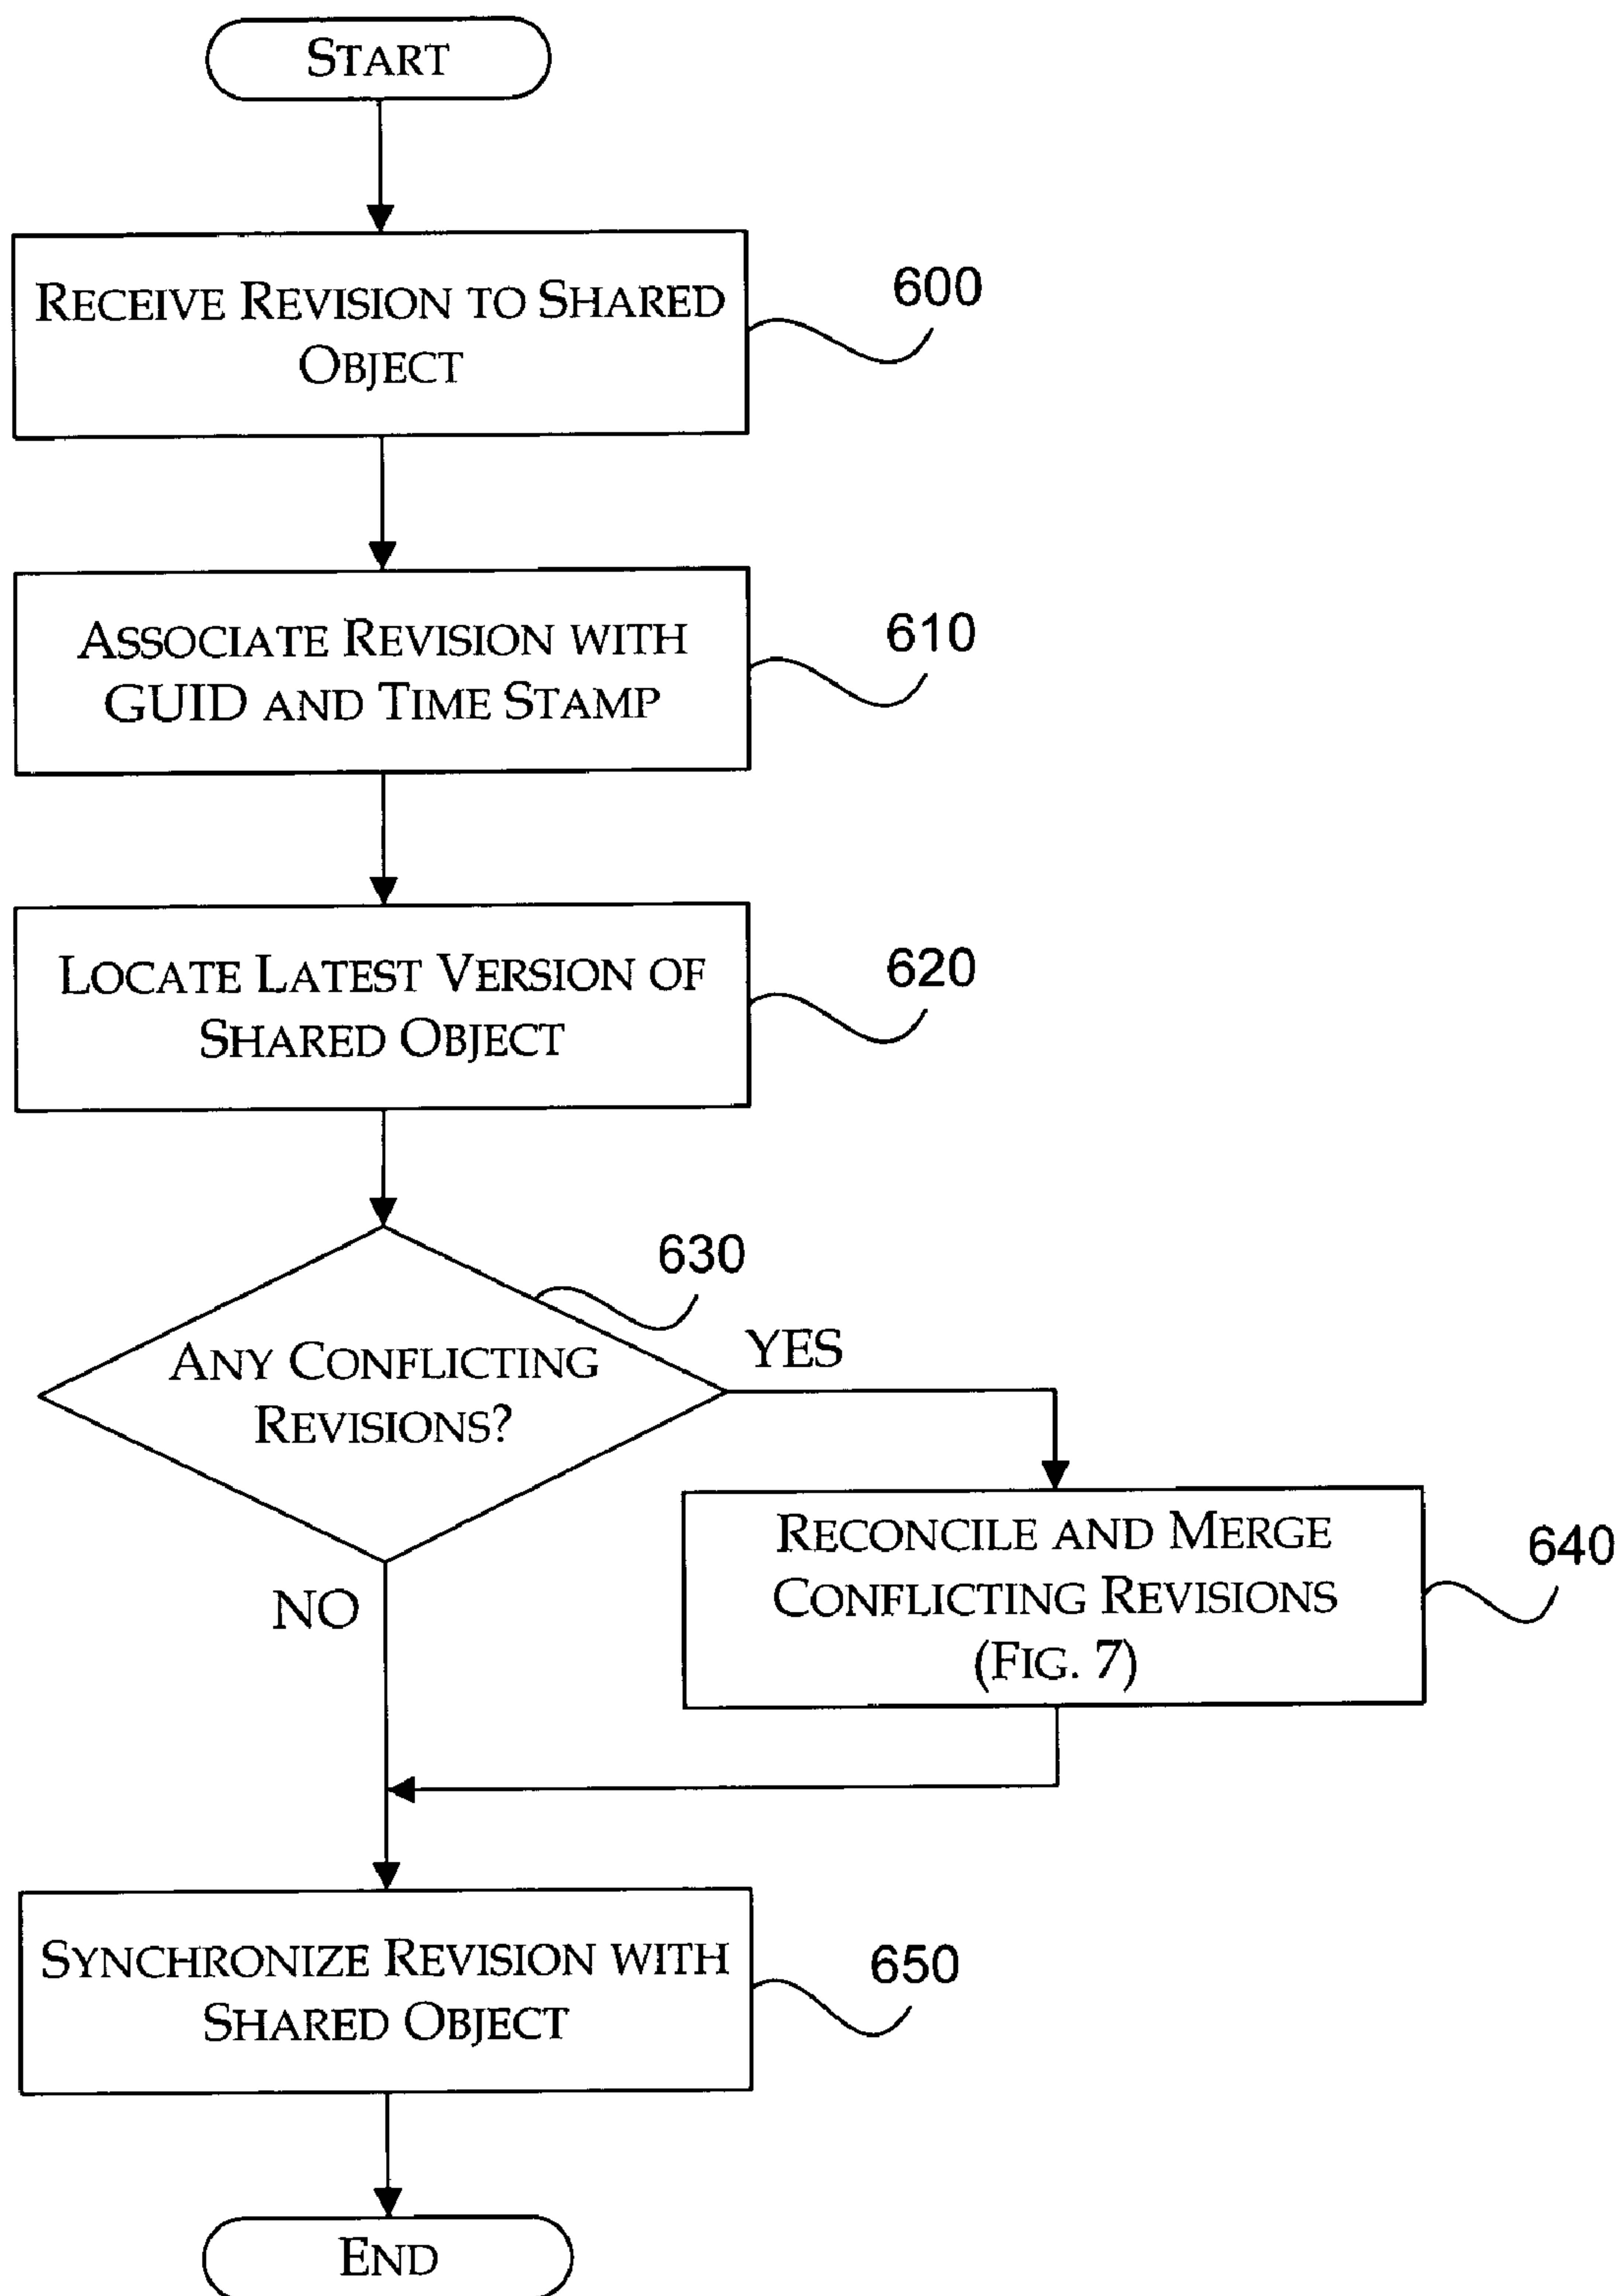 START
RECEIVE REVISION TO SHARED
OBJECT
600
ASSOCIATE REVISION WITH
GUID AND TIME STAMP
610
LOCATE LATEST VERSION OF
SHARED OBJECT
620
630
ANY CONFLICTING
REVISIONS?
YES
NO
RECONCILE AND MERGE
CONFLICTING REVISIONS
(FIG. 7)
640
SYNCHRONIZE REVISION WITH
SHARED OBJECT
650
END